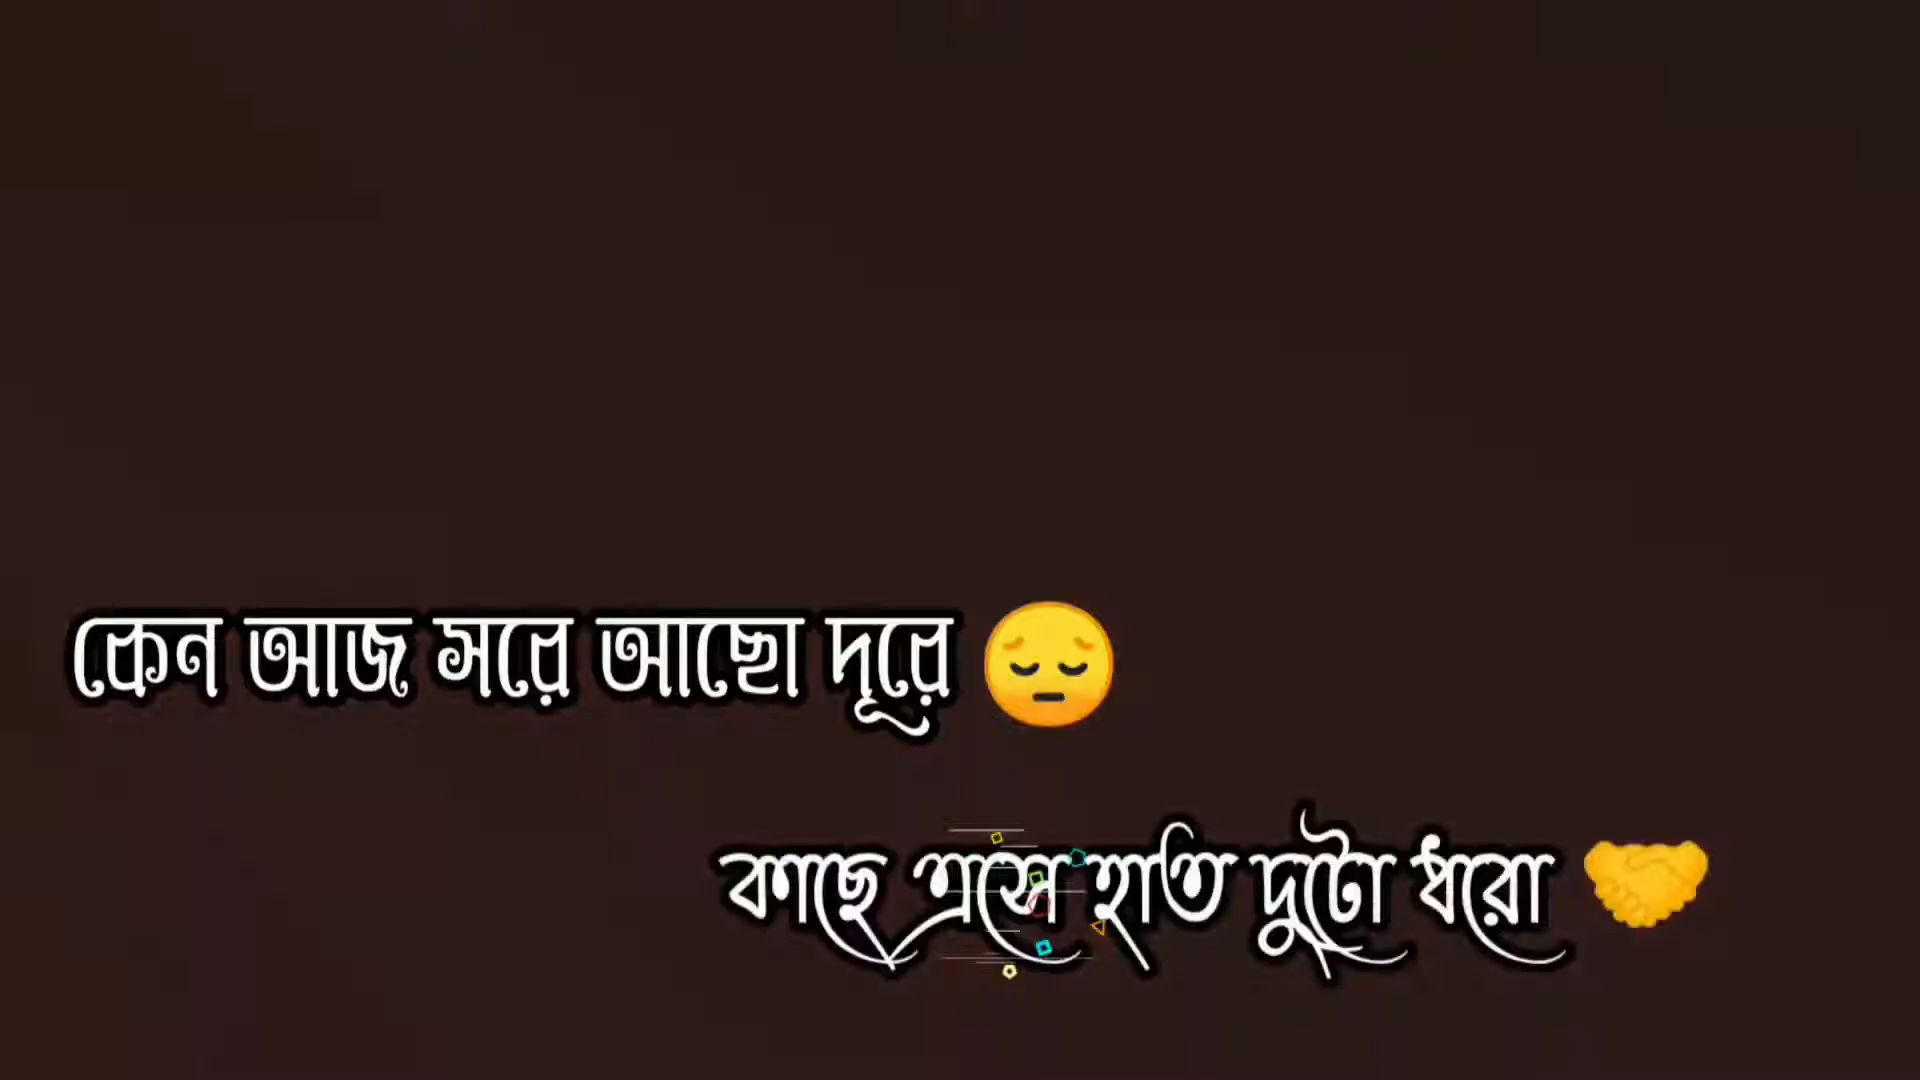 কেন আজ সরে আছো দূরে 😔
কাছে এসে হাত দুটো ধরো 🤝